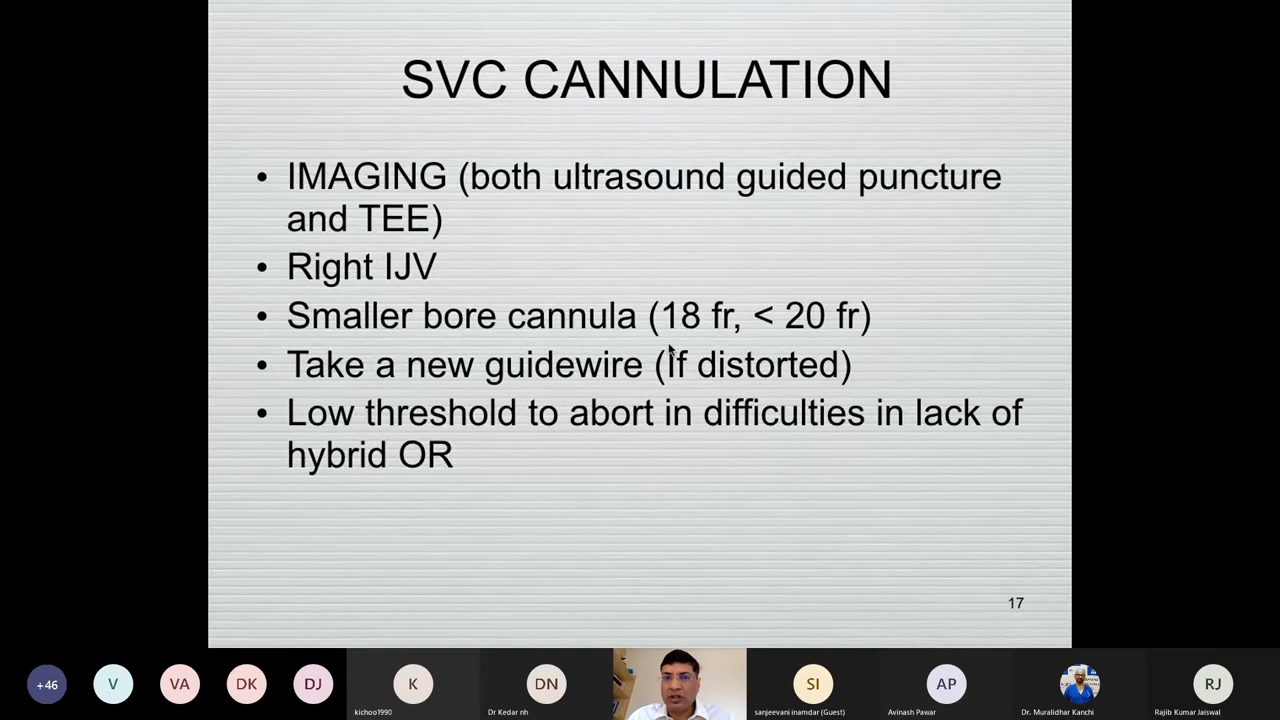 SVC CANNULATION
• IMAGING (both ultrasound guided puncture
and TEE)
• Right IJV
• Smaller bore cannula (18 fr, < 20 fr)
• Take a new guidewire (If distorted)
• Low threshold to abort in difficulties in lack of
hybrid OR
17
+46 V VA DK DJ K DN SI AP RJ
kichoo1990 Dr Kedar nh sanjeevani inamdar (Guest) Avinash Pawar Dr. Muralidhar Kanchi Rajib Kumar Jaiswal